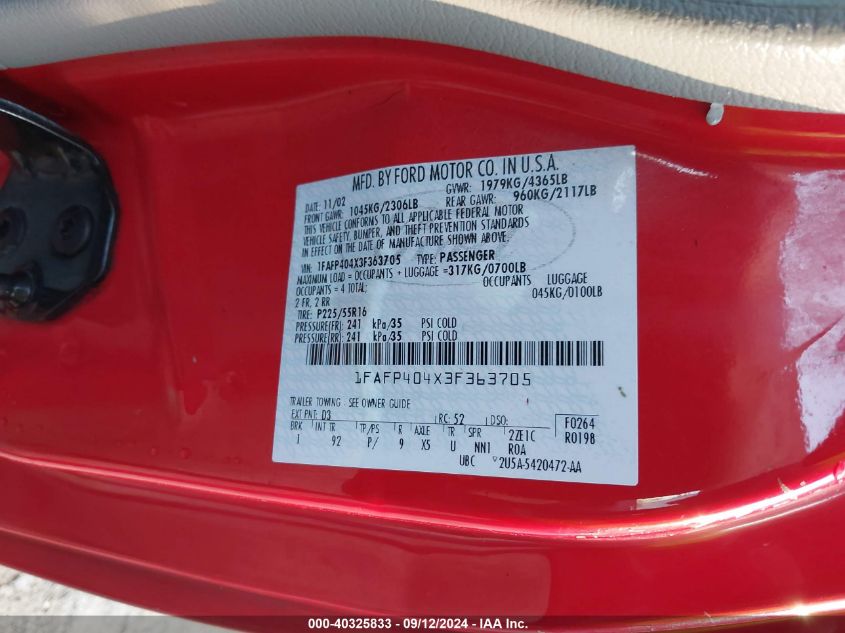 MFD. BY FORD MOTOR CO. IN U.S.A.
DATE: 11/02 GVWR: 1979KG/4365LB
FRONT GAWR: 1045KG/2306LB REAR GAWR: 960KG/2117LB
THIS VEHICLE CONFORMS TO ALL APPLICABLE FEDERAL MOTOR
VEHICLE SAFETY, BUMPER, AND THEFT PREVENTION STANDARDS
IN EFFECT ON THE DATE OF MANUFACTURE SHOWN ABOVE.
VIN: 1FAFP404X3F363705 TYPE: PASSENGER
MAXIMUM LOAD = OCCUPANTS + LUGGAGE =317KG/0700LB
OCCUPANTS = 4 TOTAL: OCCUPANTS LUGGAGE
2 FR, 2 RR 045KG/0100LB
TIRE: P225/55R16
PRESSURE(FR) 241 kPa/35 PSI COLD
PRESSURE(RR) 241 kPa/35 PSI COLD
1FAFP404X3F363705
TRAILER TOWING - SEE OWNER GUIDE
EXT PNT: D3 RC: 52 DSO: F0264
BRK INT TR TP/PS R AXLE TR SPR 2ZE1C R0198
I 92 P/ 9 X5 U NN1 ROA
UBC 2U5A-5420472-AA
000-40325833 - 09/12/2024 - IAA Inc.